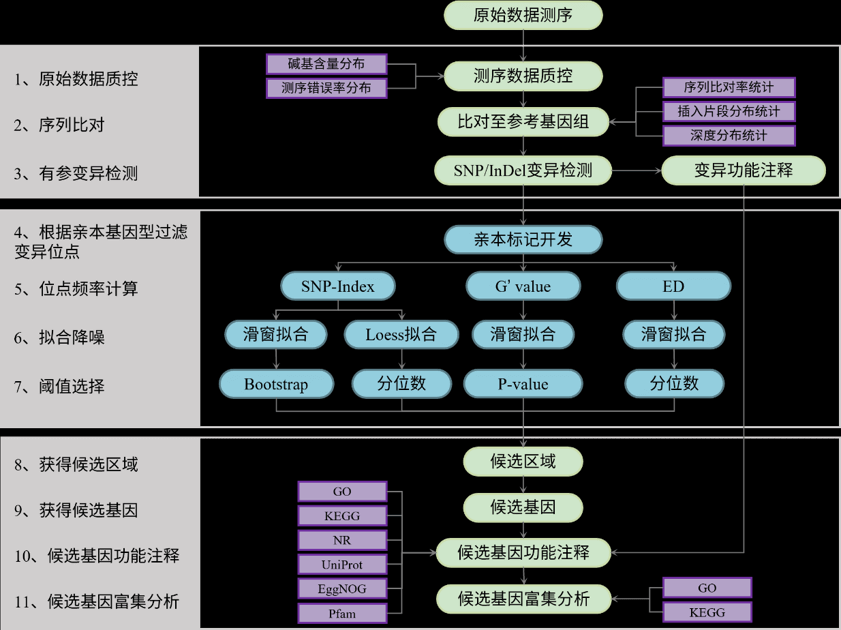 原始数据测序
1、原始数据质控
碱基含量分布
测序错误率分布
测序数据质控
2、序列比对
比对至参考基因组
序列比对率统计
插入片段分布统计
深度分布统计
3、有参变异检测
SNP/InDel变异检测
变异功能注释
4、根据亲本基因型过滤
变异位点
亲本标记开发
5、位点频率计算
SNP-Index
G' value
ED
6、拟合降噪
滑窗拟合
Loess拟合
滑窗拟合
滑窗拟合
7、阈值选择
Bootstrap
分位数
P-value
分位数
8、获得候选区域
候选区域
9、获得候选基因
候选基因
10、候选基因功能注释
GO
KEGG
NR
UniProt
EggNOG
Pfam
候选基因功能注释
11、候选基因富集分析
候选基因富集分析
GO
KEGG